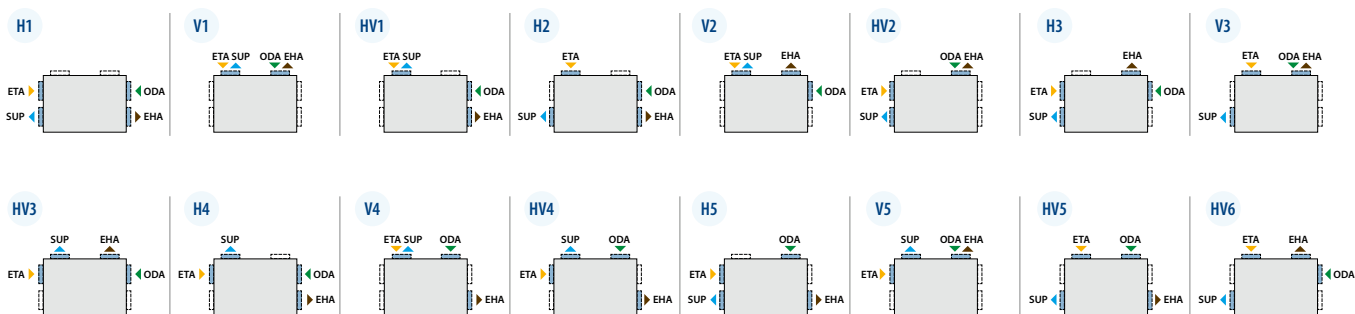 H1 V1 HV1 H2 V2 HV2 H3 V3
ETA SUP ODA EHA ETA SUP ETA ETA SUP EHA ODA EHA EHA ETA ODA EHA
ETA ODA ODA ODA ODA ETA ETA ODA
SUP EHA EHA SUP EHA SUP SUP SUP
HV3 H4 V4 HV4 H5 V5 HV5 HV6
SUP EHA SUP ETA SUP ODA SUP ODA ODA SUP ODA EHA ETA ODA ETA EHA
ETA ODA ETA ODA ETA ETA ETA ODA
EHA EHA EHA SUP EHA SUP EHA SUP